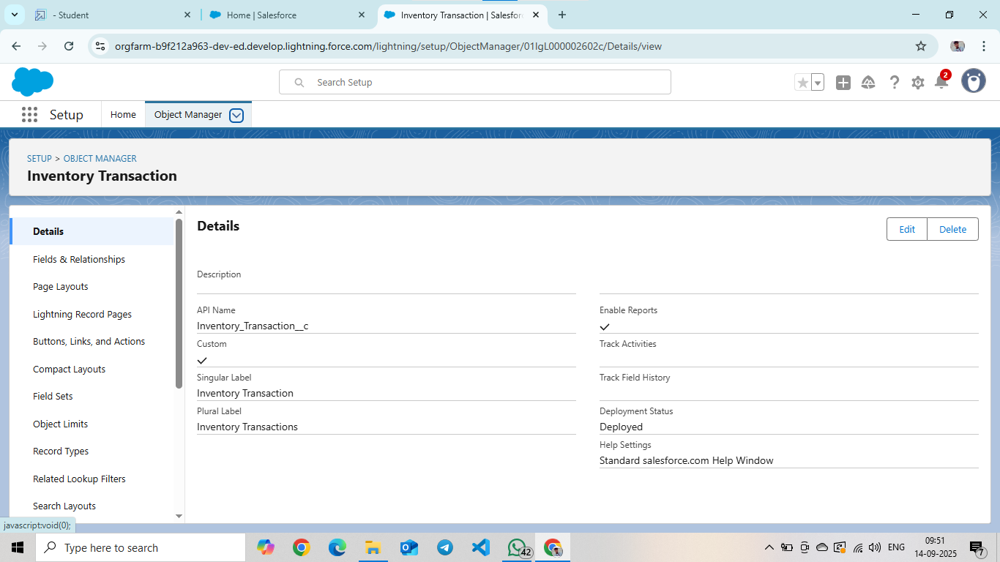 - Student
Home | Salesforce
Inventory Transaction | Salesfor
orgfarm-b9f212a963-dev-ed.develop.lightning.force.com/lightning/setup/ObjectManager/01IgL000002602c/Details/view
Search Setup
2
Setup
Home
Object Manager
SETUP > OBJECT MANAGER
Inventory Transaction
Details
Fields & Relationships
Page Layouts
Lightning Record Pages
Buttons, Links, and Actions
Compact Layouts
Field Sets
Object Limits
Record Types
Related Lookup Filters
Search Layouts
Details
Edit
Delete
Description
API Name
Inventory_Transaction__c
Custom
Singular Label
Inventory Transaction
Plural Label
Inventory Transactions
Enable Reports
Track Activities
Track Field History
Deployment Status
Deployed
Help Settings
Standard salesforce.com Help Window
javascript:void(0);
Type here to search
42
ENG
09:51
14-09-2025
7